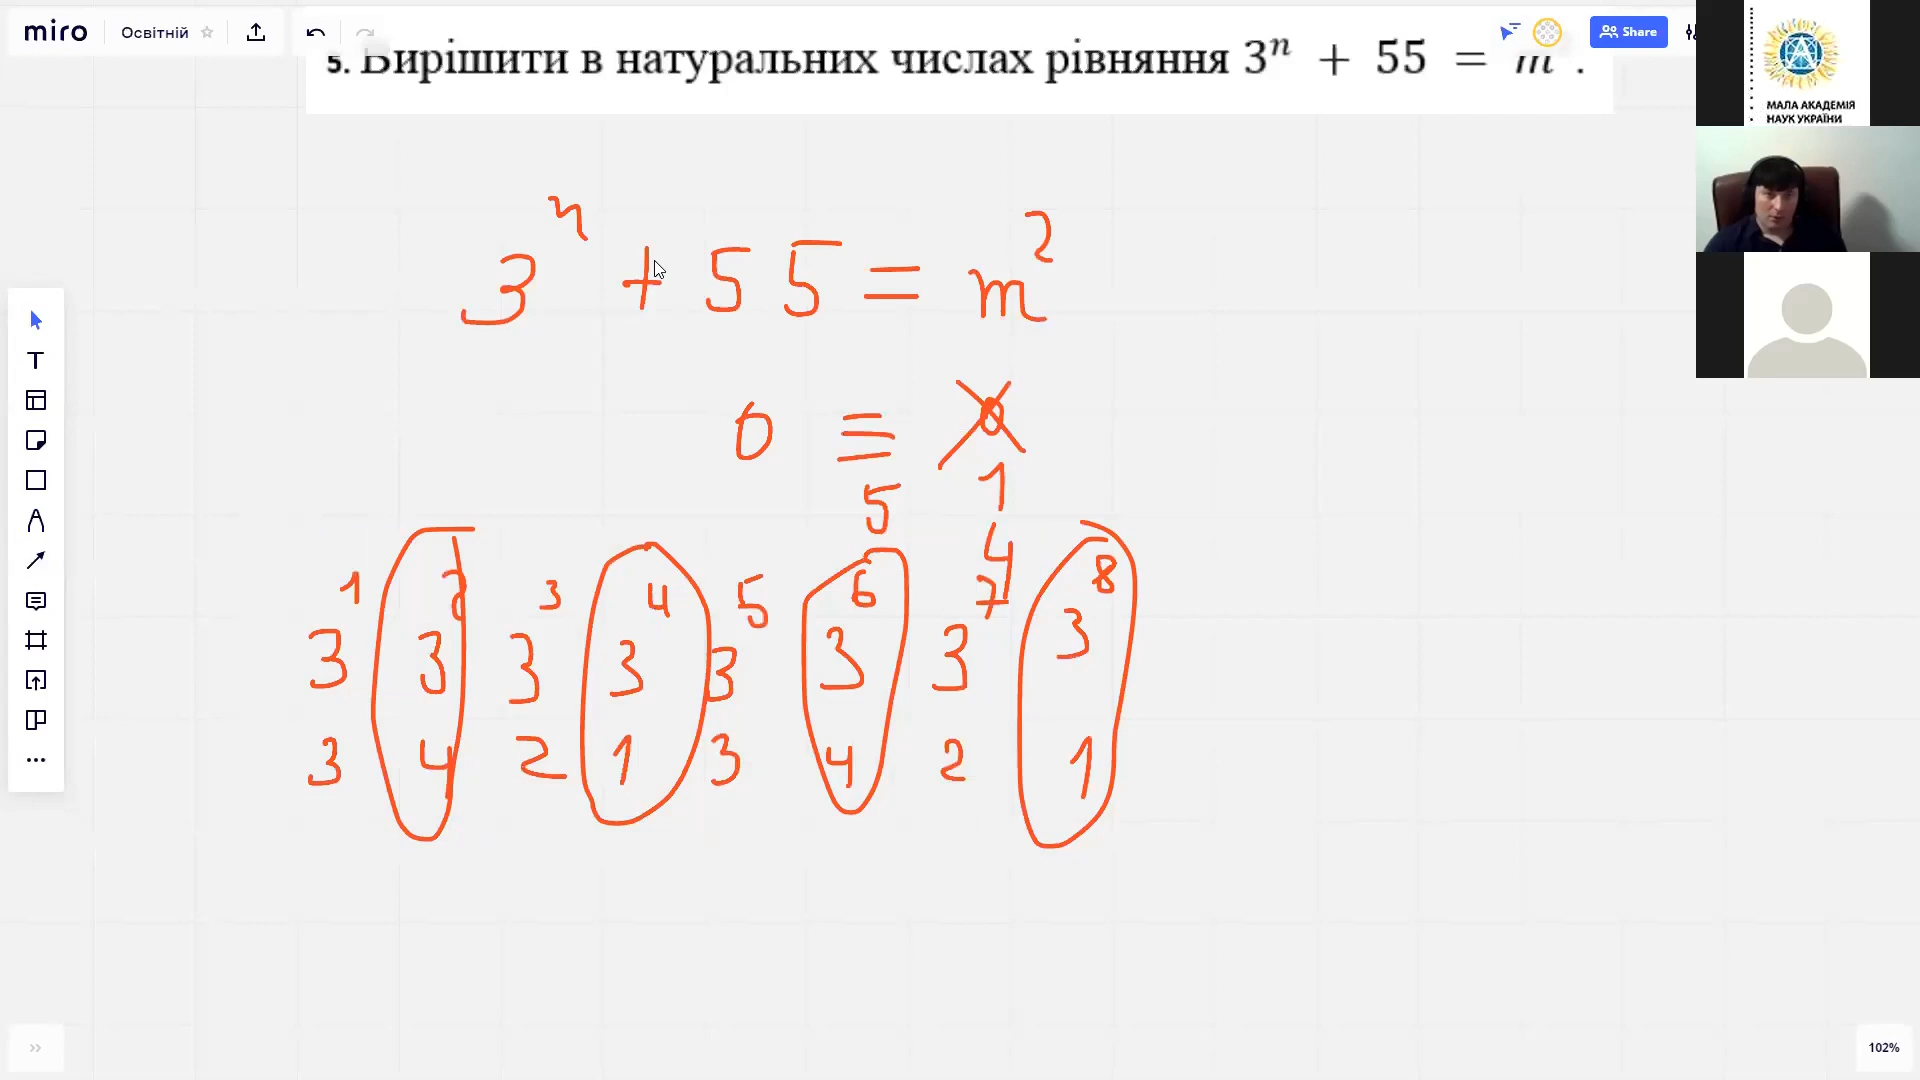 miro Освітній Share
5. Вирішити в натуральних числах рівняння 3ⁿ + 55 = m .
МАЛА АКАДЕМІЯ
НАУК УКРАЇНИ
3ⁿ + 55 = m²
0 ≡ 0
5 1
4
1 2 3 4 5 6 7 8
3 3 3 3 3 3 3 3
3 4 2 1 3 4 2 1
T
102%